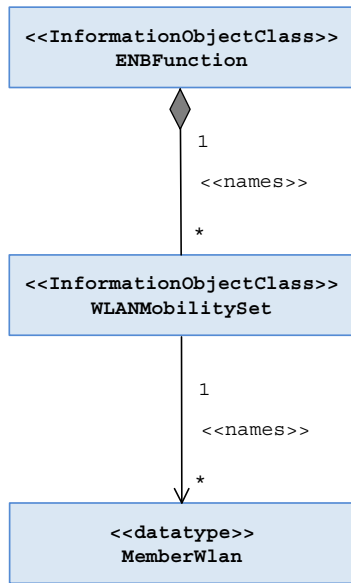 <<InformationObjectClass>>
ENBFunction
1
<<names>>
*
<<InformationObjectClass>>
WLANMobilitySet
1
<<names>>
*
<<datatype>>
MemberWlan